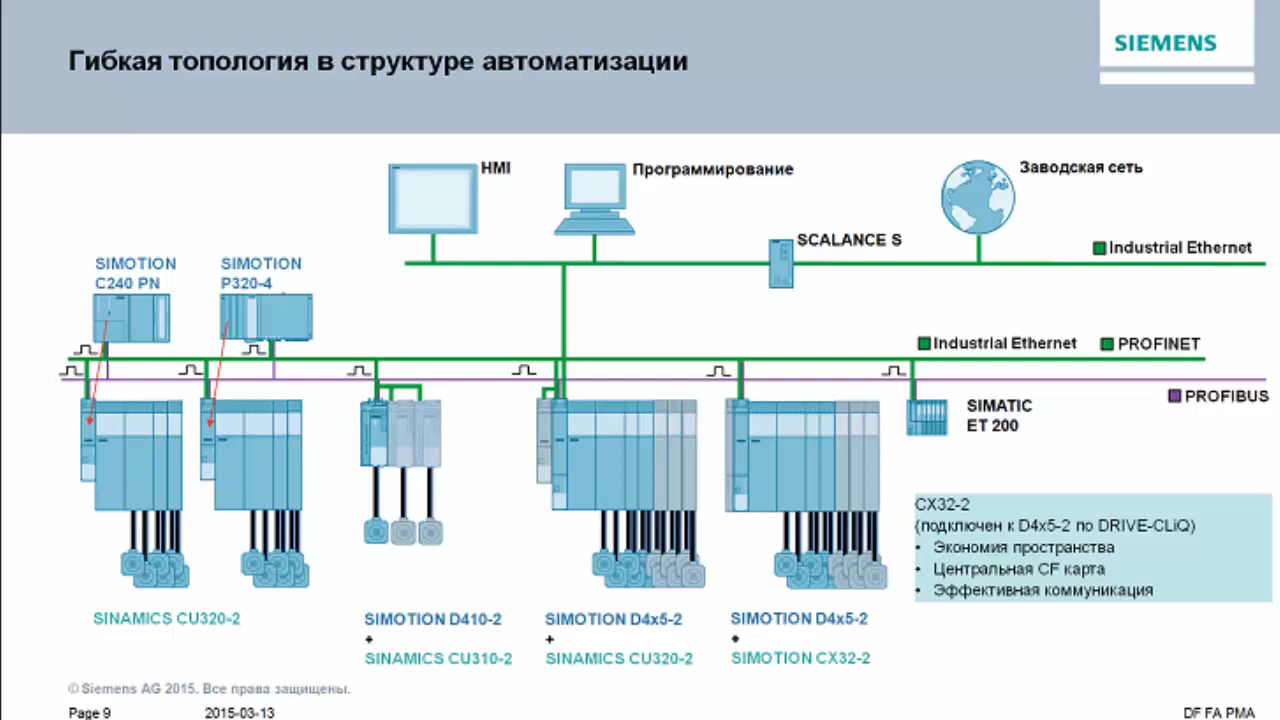 Гибкая топология в структуре автоматизации
SIEMENS
HMI
Программирование
Заводская сеть
SCALANCE S
Industrial Ethernet
SIMOTION
C240 PN
SIMOTION
P320-4
Industrial Ethernet
PROFINET
PROFIBUS
SIMATIC
ET 200
CX32-2
(подключен к D4x5-2 по DRIVE-CLiQ)
• Экономия пространства
• Центральная CF карта
• Эффективная коммуникация
SINAMICS CU320-2
SIMOTION D410-2
+
SINAMICS CU310-2
SIMOTION D4x5-2
+
SINAMICS CU320-2
SIMOTION D4x5-2
+
SIMOTION CX32-2
© Siemens AG 2015. Все права защищены.
Page 9
2015-03-13
DF FA PMA